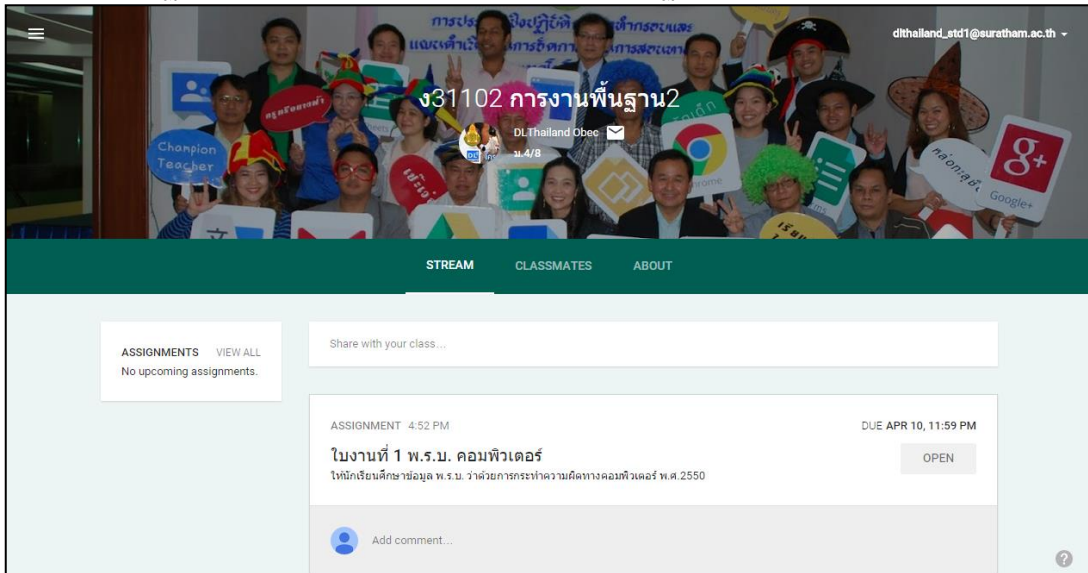 dlthailand_std1@suratham.ac.th
ง31102 การงานพื้นฐาน2
DLThailand Obec
ม.4/8
Champion
Teacher
Chrome
Google+
g+
STREAM CLASSMATES ABOUT
ASSIGNMENTS VIEW ALL
No upcoming assignments.
Share with your class...
ASSIGNMENT 4:52 PM
DUE APR 10, 11:59 PM
ใบงานที่ 1 พ.ร.บ. คอมพิวเตอร์
OPEN
ให้นักเรียนศึกษาข้อมูล พ.ร.บ. ว่าด้วยการกระทำความผิดทางคอมพิวเตอร์ พ.ศ.2550
Add comment...